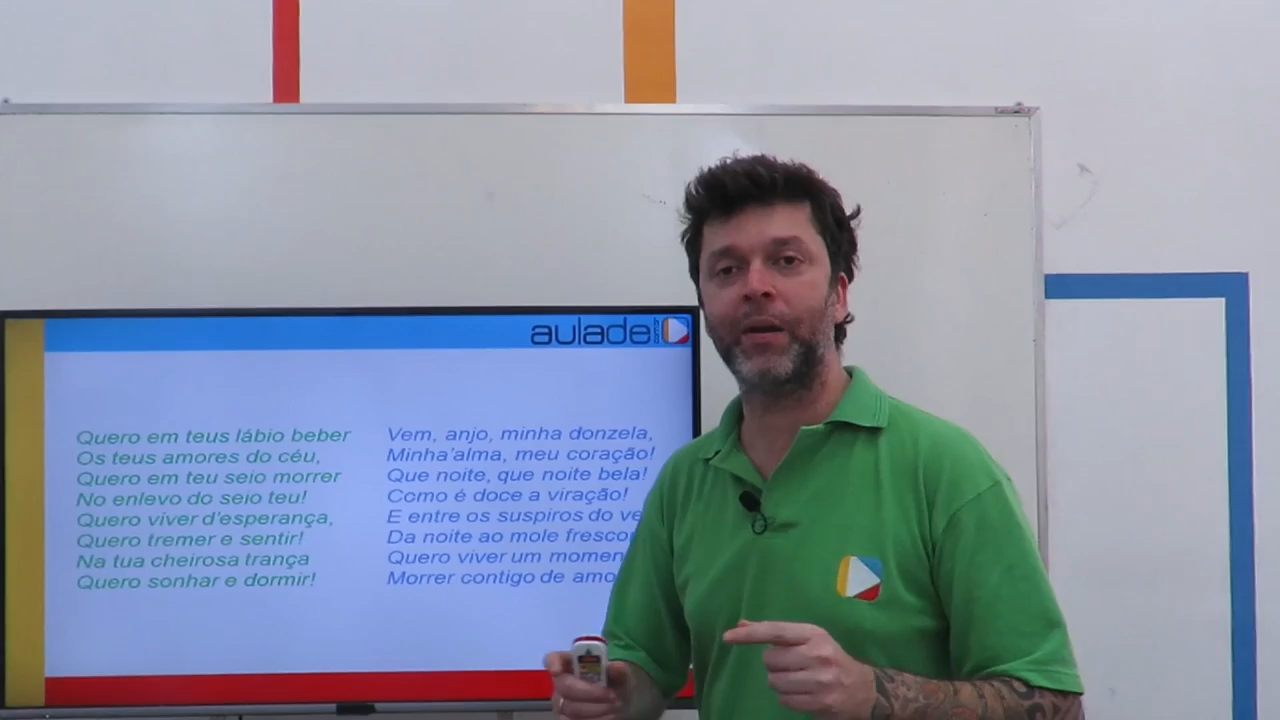 aulade
Quero em teus lábio beber
Os teus amores do céu,
Quero em teu seio morrer
No enlevo do seio teu!
Quero viver d'esperança,
Quero tremer e sentir!
Na tua cheirosa trança
Quero sonhar e dormir!
Vem, anjo, minha donzela,
Minha'alma, meu coração!
Que noite, que noite bela!
Como é doce a viração!
E entre os suspiros do
Da noite ao mole
Quero viver um
Morrer contigo de